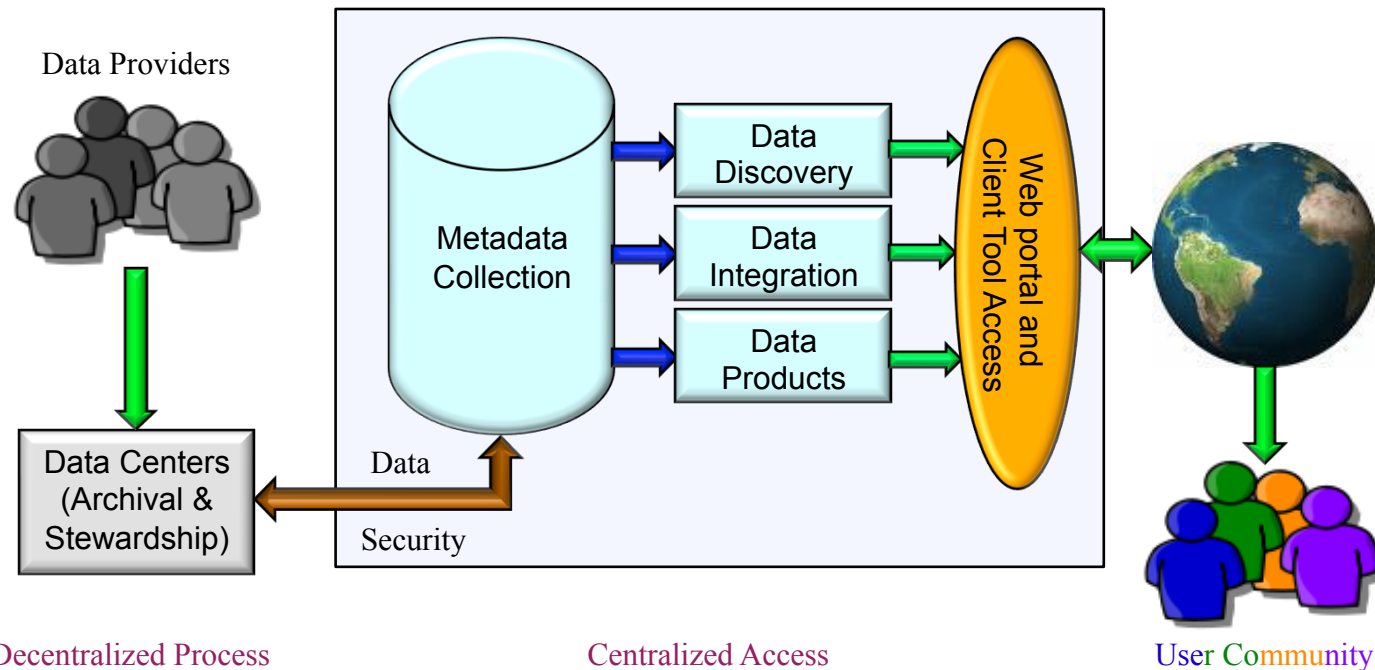 Data Providers
Data Centers
(Archival &
Stewardship)
Metadata
Collection
Data
Security
Data
Discovery
Data
Integration
Data
Products
Web portal and
Client Tool Access
Decentralized Process
Centralized Access
User Community